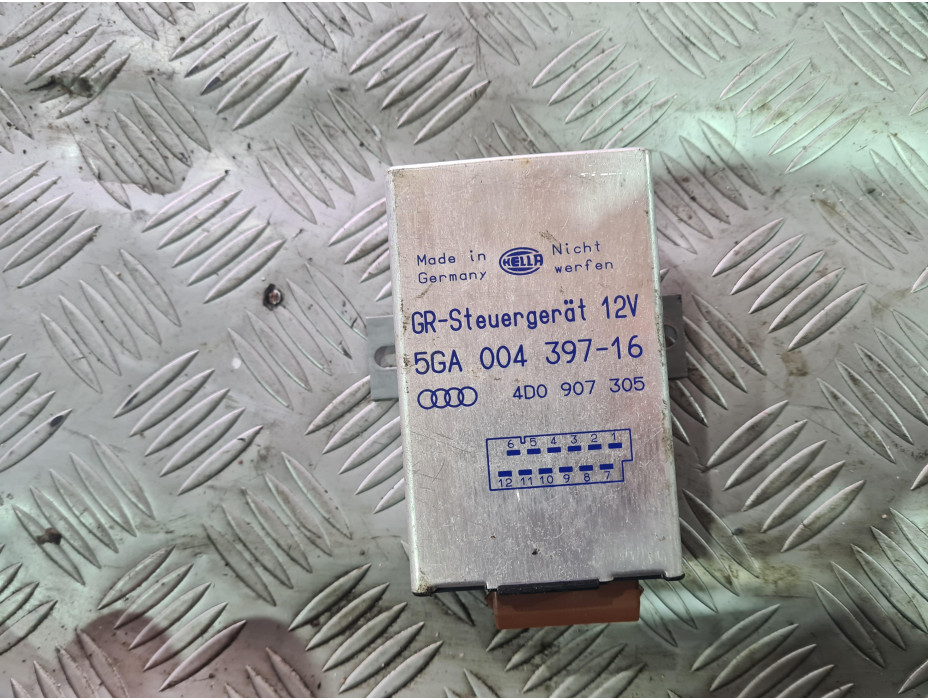 Made in HELLA Nicht
Germany werfen
GR-Steuergerät 12V
5GA 004 397-16
4D0 907 305
6 5 4 3 2 1
12 11 10 9 8 7